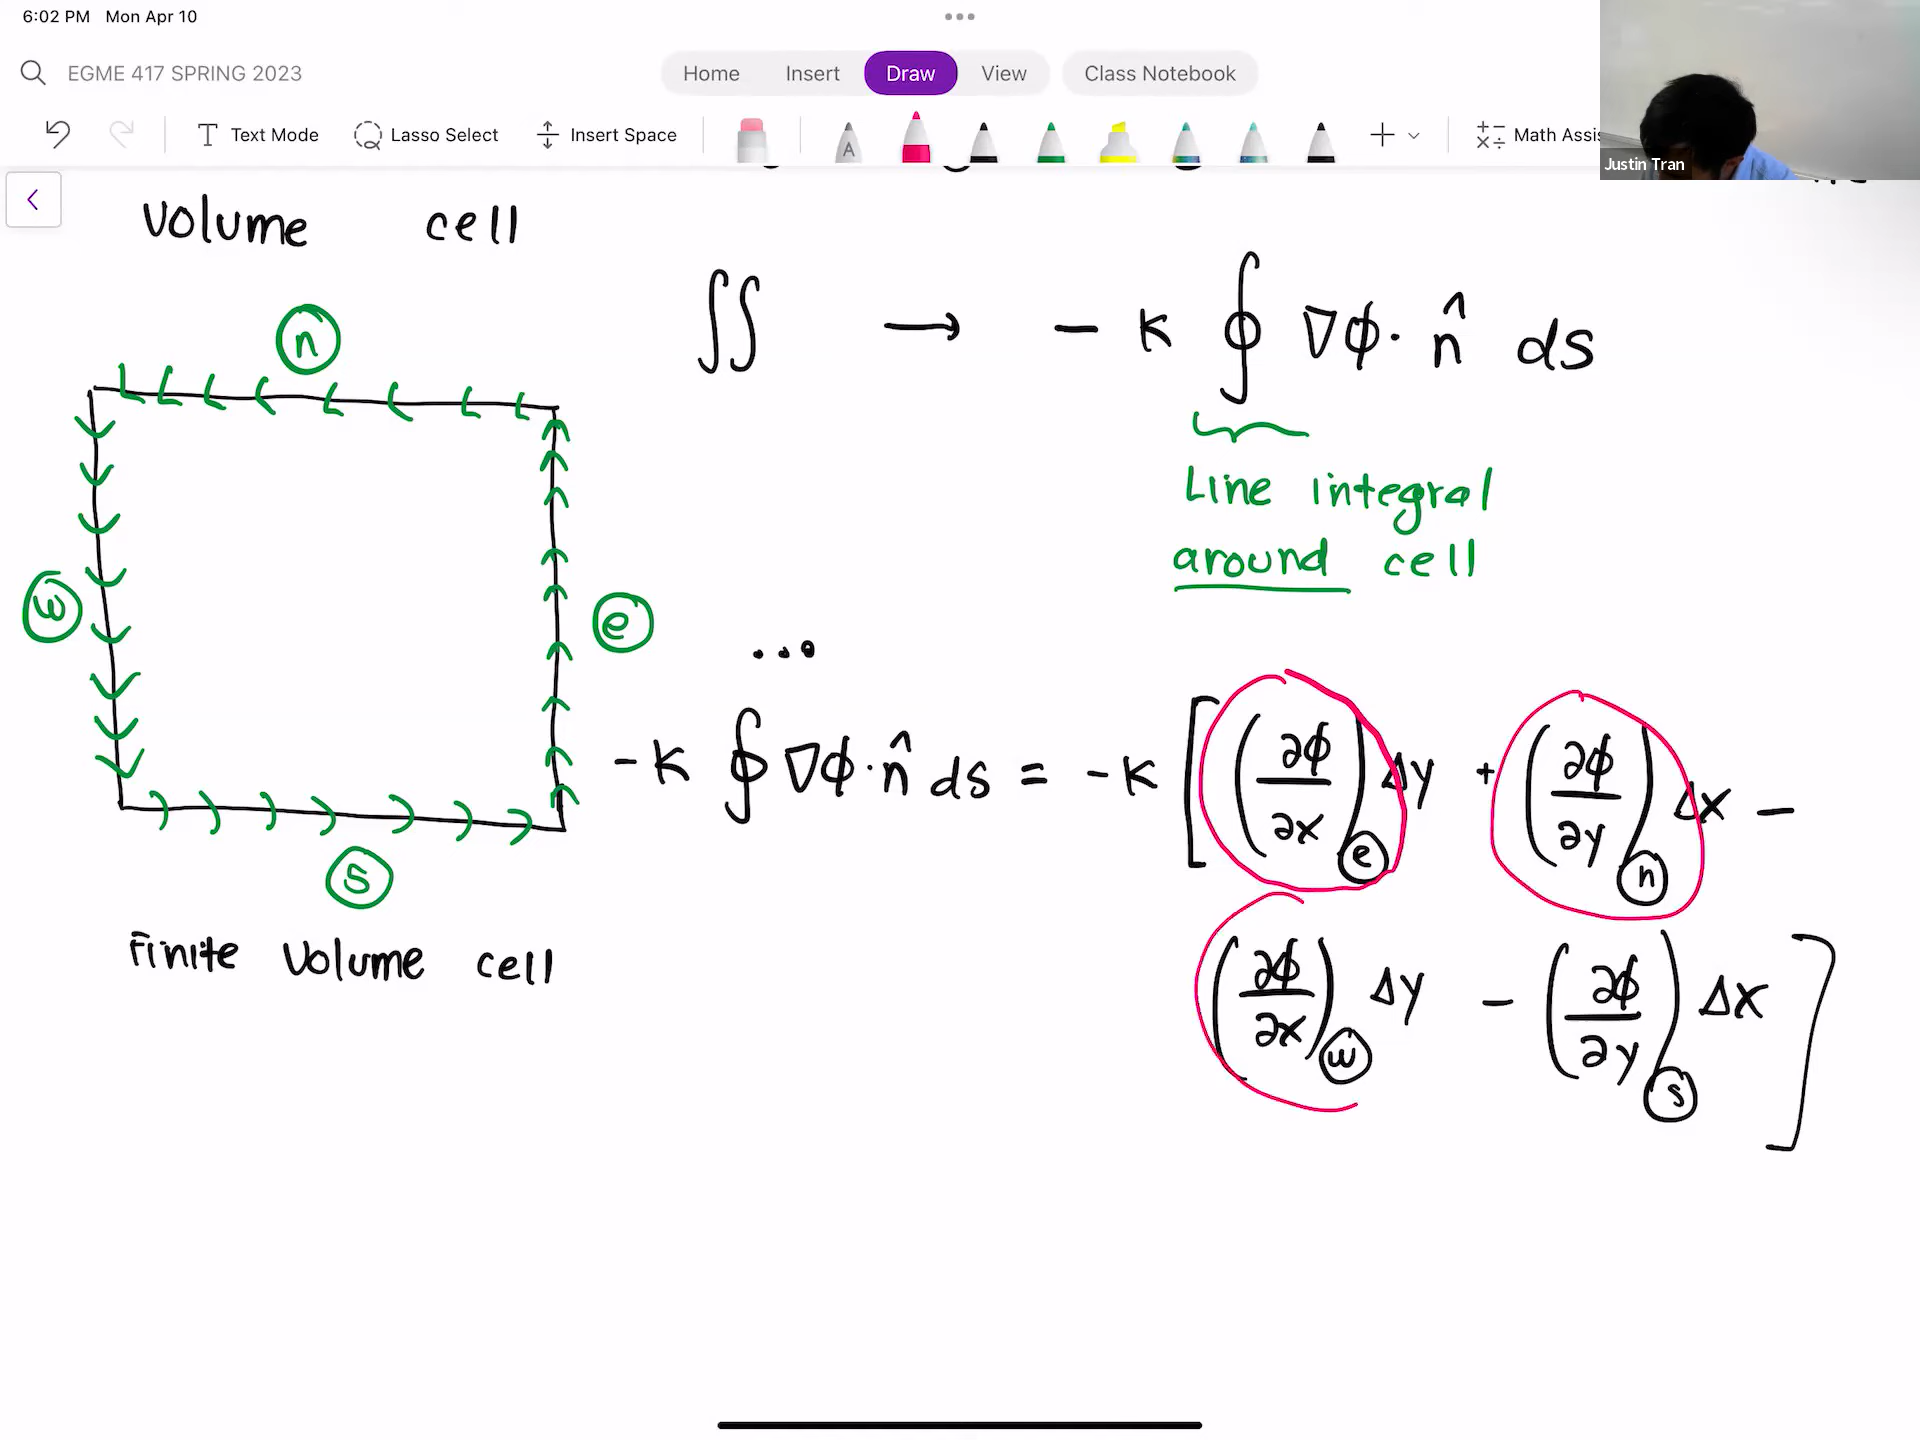 6:02 PM Mon Apr 10
EGME 417 SPRING 2023
Home Insert Draw View Class Notebook
Text Mode Lasso Select Insert Space Math Assis
Justin Tran
volume cell
∬ → - K ∮ ∇ϕ · n̂ ds
Line integral
around cell
n
w
e
s
Finite Volume cell
...
-K ∮ ∇ϕ · n̂ ds = -K [ (∂ϕ/∂x)e Δy + (∂ϕ/∂y)n Δx -
(∂ϕ/∂x)w Δy - (∂ϕ/∂y)s Δx ]